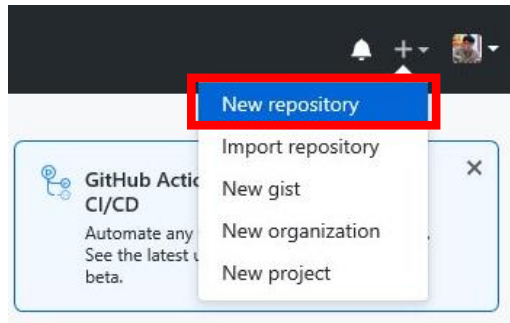 New repository
Import repository
New gist
New organization
New project
GitHub
CI/CD
Automate any
See the latest
beta.